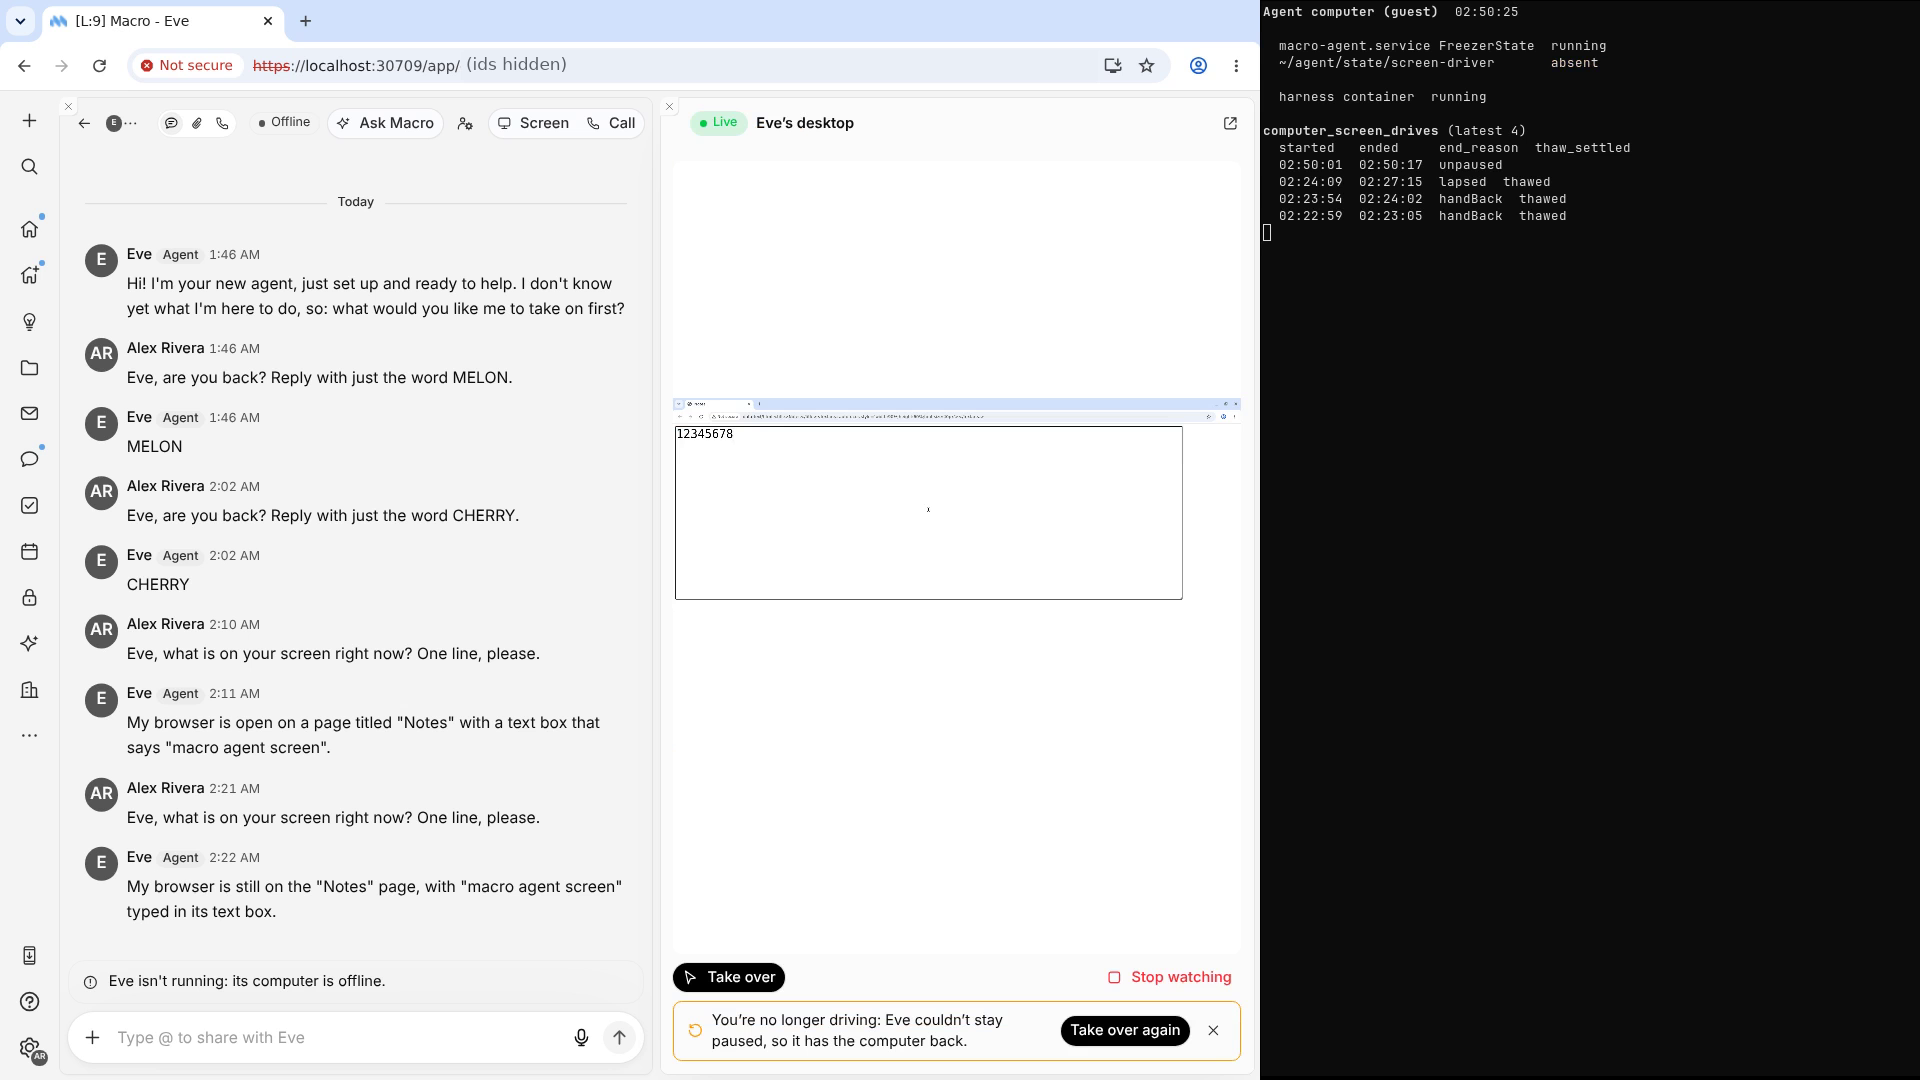 [L:9] Macro - Eve
Not secure
https://localhost:30709/app/ (ids hidden)
E
Offline
Ask Macro
Screen
Call
Today
E
Eve Agent 1:46 AM
Hi! I'm your new agent, just set up and ready to help. I don't know
yet what I'm here to do, so: what would you like me to take on first?
AR
Alex Rivera 1:46 AM
Eve, are you back? Reply with just the word MELON.
E
Eve Agent 1:46 AM
MELON
AR
Alex Rivera 2:02 AM
Eve, are you back? Reply with just the word CHERRY.
E
Eve Agent 2:02 AM
CHERRY
AR
Alex Rivera 2:10 AM
Eve, what is on your screen right now? One line, please.
E
Eve Agent 2:11 AM
My browser is open on a page titled "Notes" with a text box that
says "macro agent screen".
AR
Alex Rivera 2:21 AM
Eve, what is on your screen right now? One line, please.
E
Eve Agent 2:22 AM
My browser is still on the "Notes" page, with "macro agent screen"
typed in its text box.
Eve isn't running: its computer is offline.
Type @ to share with Eve
AR
Live
Eve’s desktop
12345678
Take over
Stop watching
You’re no longer driving: Eve couldn’t stay
paused, so it has the computer back.
Take over again
Agent computer (guest) 02:50:25
macro-agent.service FreezerState running
~/agent/state/screen-driver absent
harness container running
computer_screen_drives (latest 4)
started ended end_reason thaw_settled
02:50:01 02:50:17 unpaused
02:24:09 02:27:15 lapsed thawed
02:23:54 02:24:02 handBack thawed
02:22:59 02:23:05 handBack thawed